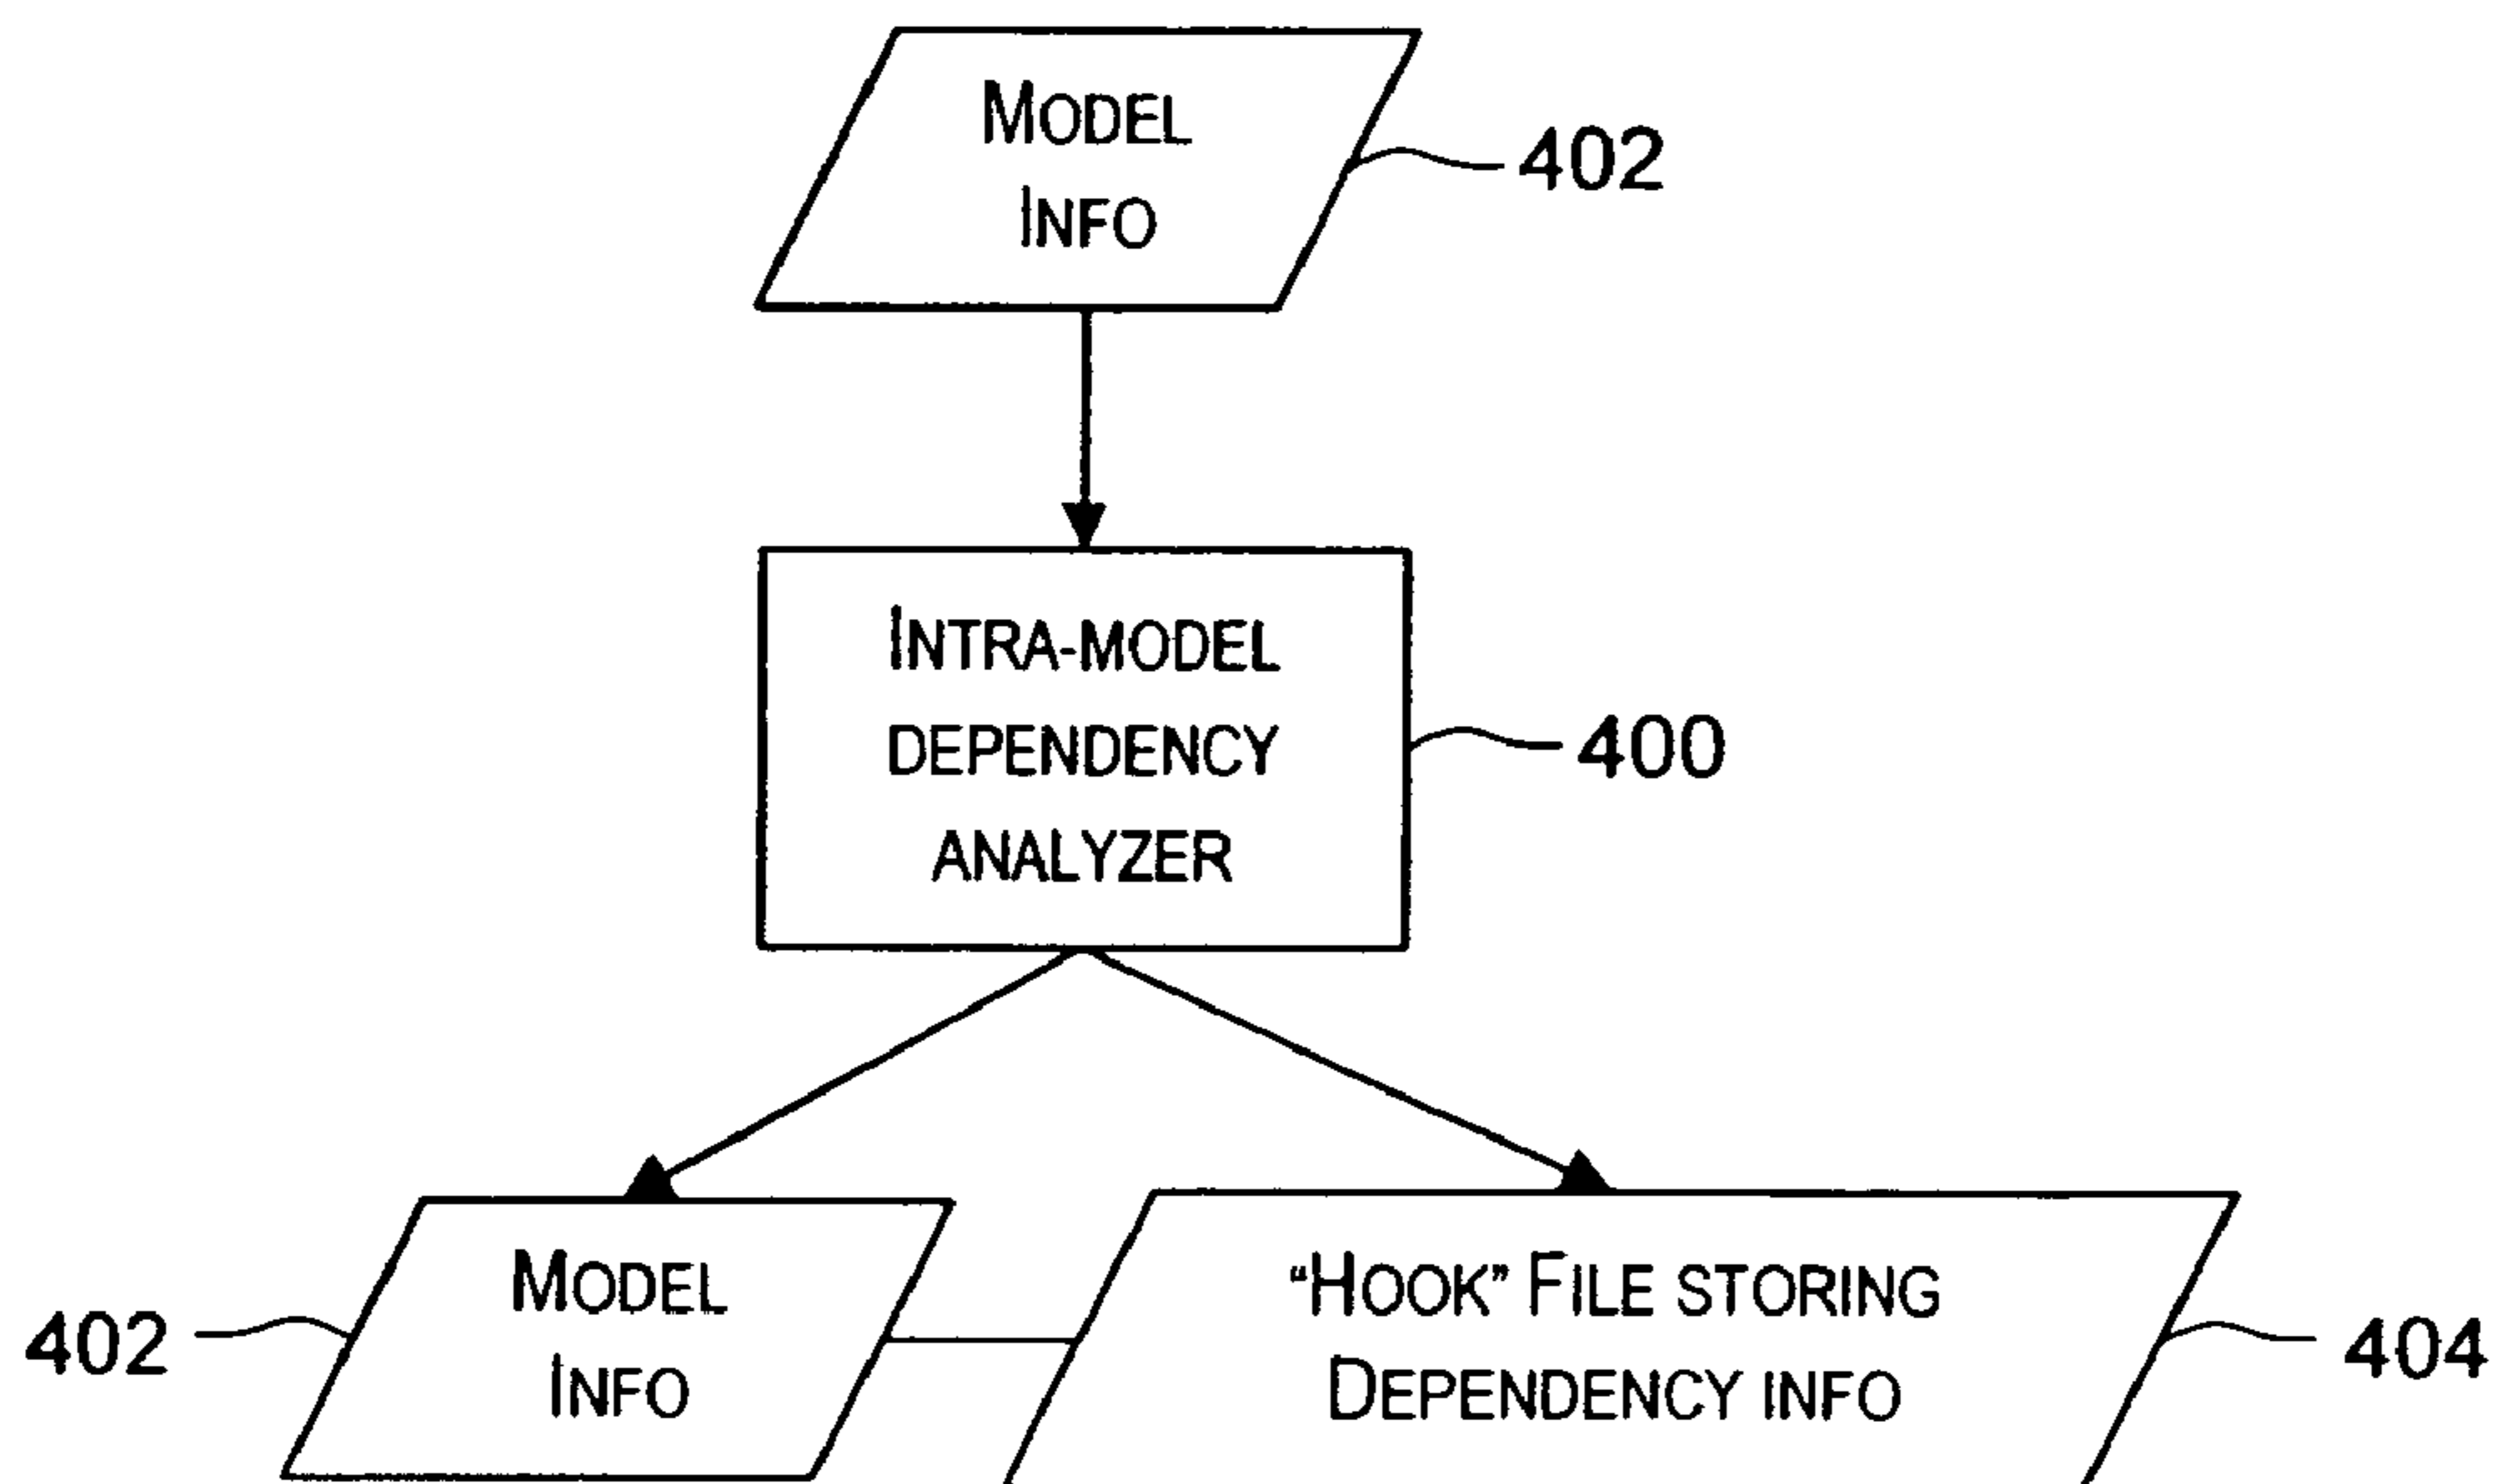 MODEL
INFO
402
INTRA-MODEL
DEPENDENCY
ANALYZER
400
MODEL
INFO
402
“HOOK” FILE STORING
DEPENDENCY INFO
404